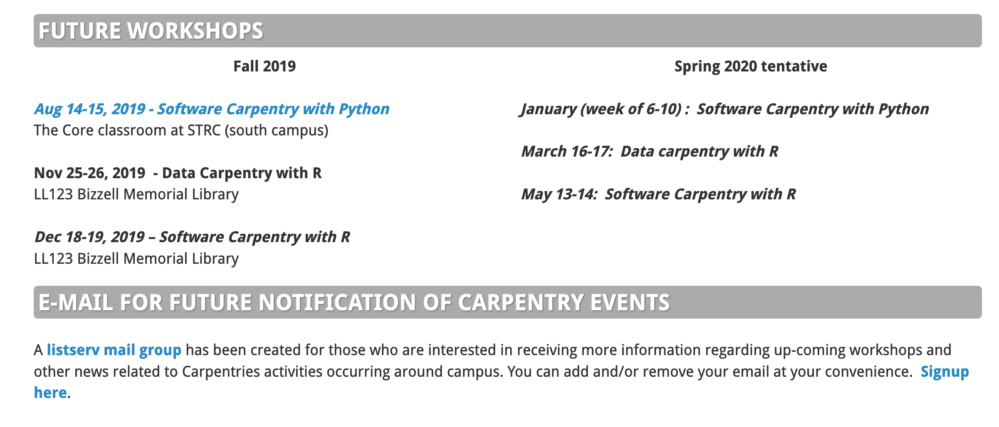 FUTURE WORKSHOPS
Fall 2019
Aug 14-15, 2019 - Software Carpentry with Python
The Core classroom at STRC (south campus)
Nov 25-26, 2019  - Data Carpentry with R
LL123 Bizzell Memorial Library
Dec 18-19, 2019 – Software Carpentry with R
LL123 Bizzell Memorial Library
Spring 2020 tentative
January (week of 6-10) :  Software Carpentry with Python
March 16-17:  Data carpentry with R
May 13-14:  Software Carpentry with R
E-MAIL FOR FUTURE NOTIFICATION OF CARPENTRY EVENTS
A listserv mail group has been created for those who are interested in receiving more information regarding up-coming workshops and
other news related to Carpentries activities occurring around campus. You can add and/or remove your email at your convenience.  Signup
here.